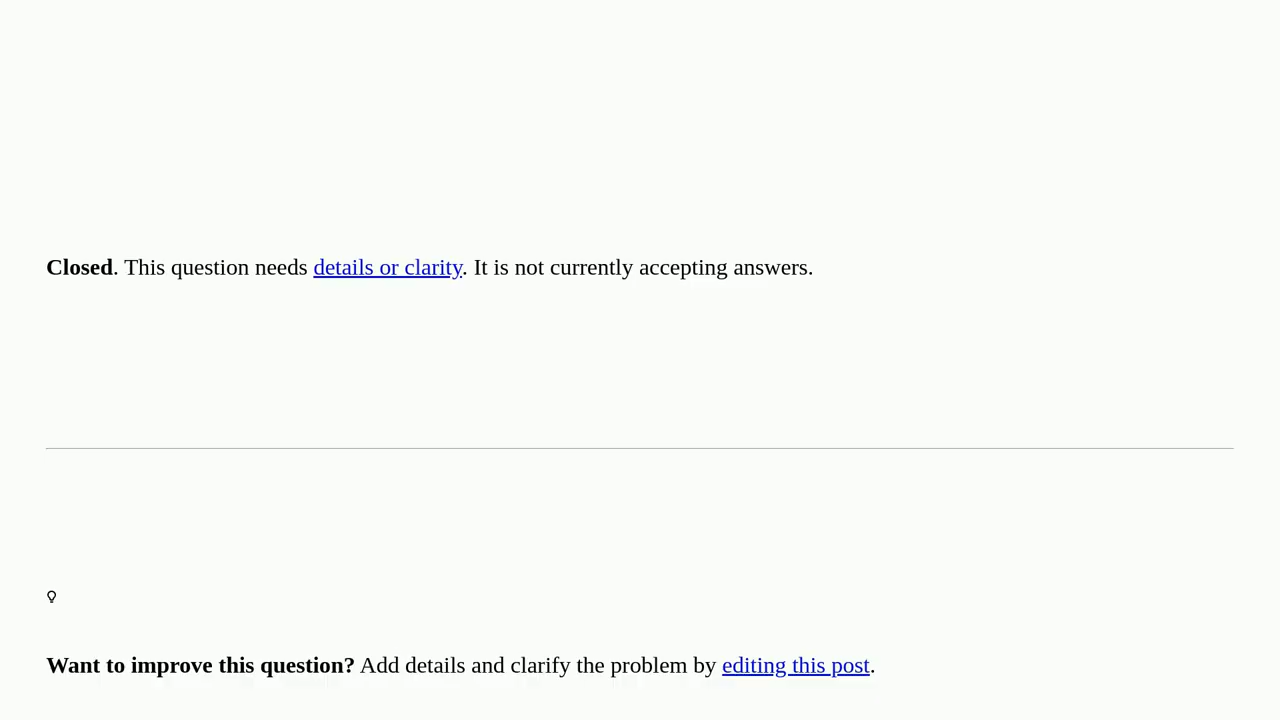 Closed. This question needs details or clarity. It is not currently accepting answers.
Want to improve this question? Add details and clarify the problem by editing this post.